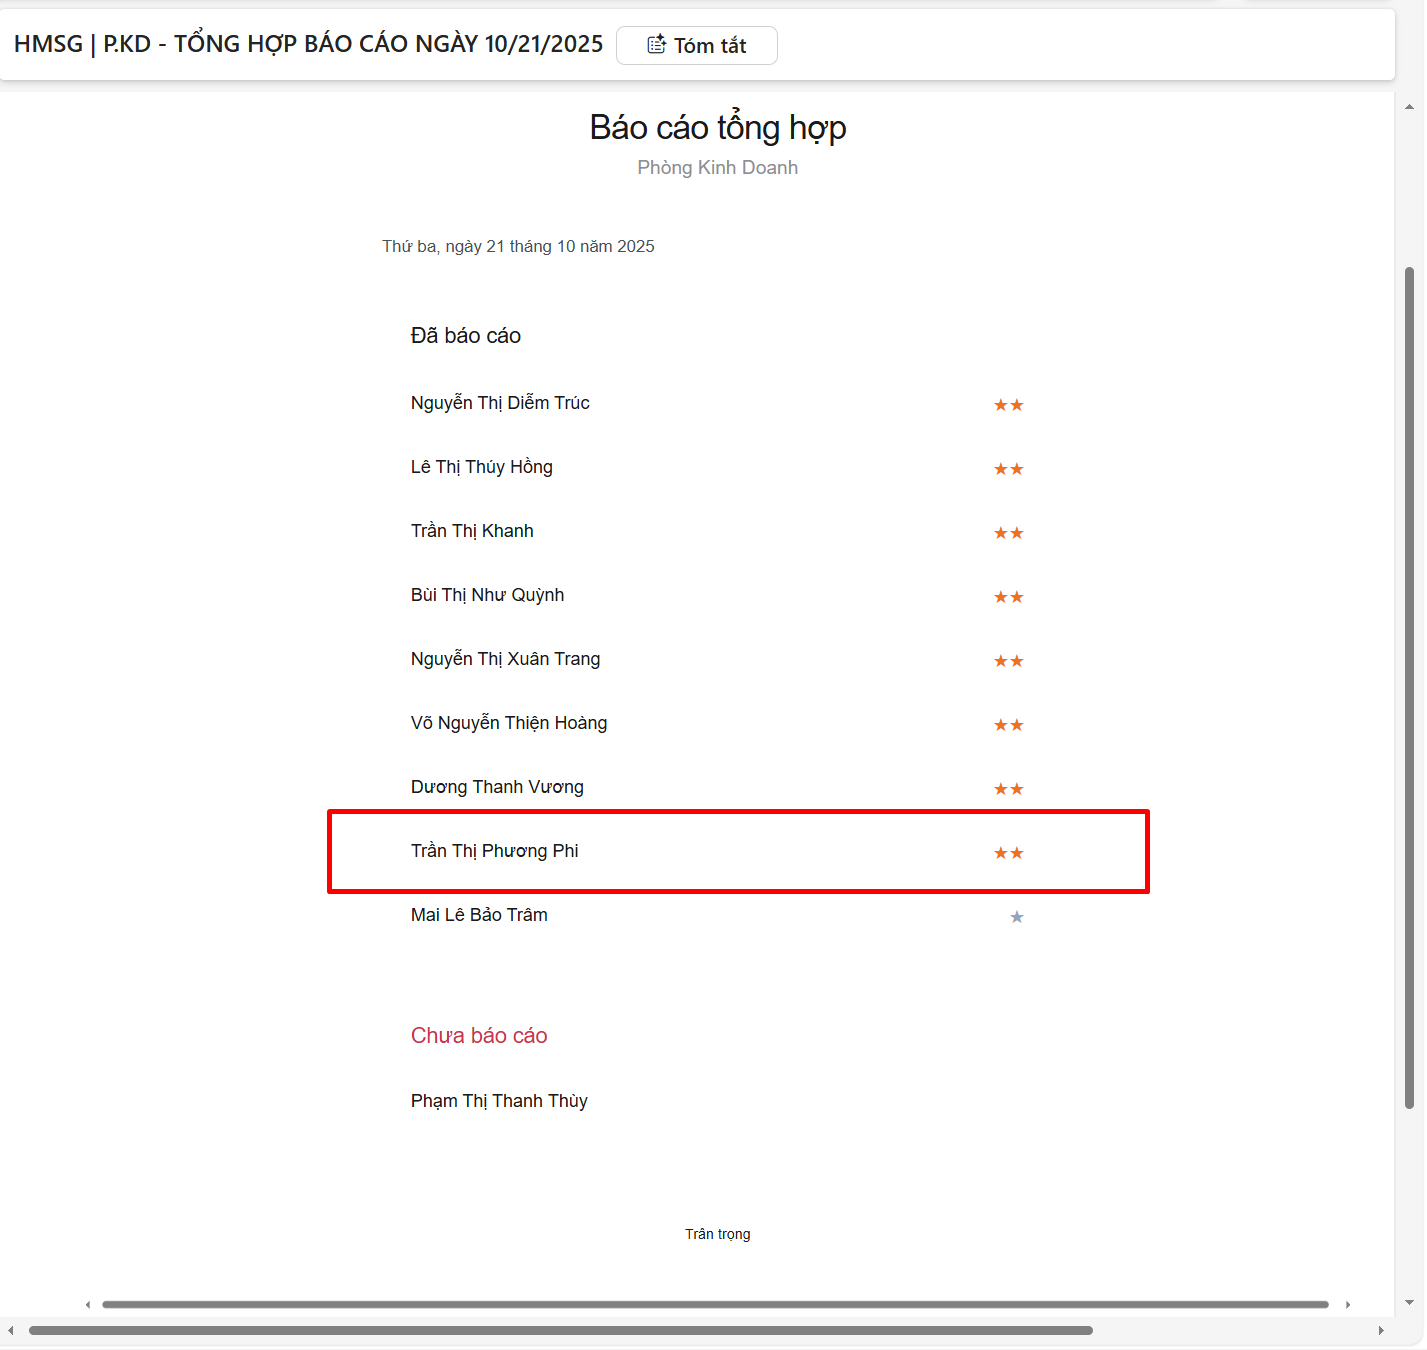 HMSG | P.KD - TỔNG HỢP BÁO CÁO NGÀY 10/21/2025
Tóm tắt
Báo cáo tổng hợp
Phòng Kinh Doanh
Thứ ba, ngày 21 tháng 10 năm 2025
Đã báo cáo
Nguyễn Thị Diễm Trúc ★★
Lê Thị Thúy Hồng ★★
Trần Thị Khanh ★★
Bùi Thị Như Quỳnh ★★
Nguyễn Thị Xuân Trang ★★
Võ Nguyễn Thiện Hoàng ★★
Dương Thanh Vương ★★
Trần Thị Phương Phi ★★
Mai Lê Bảo Trâm ★
Chưa báo cáo
Phạm Thị Thanh Thùy
Trân trọng